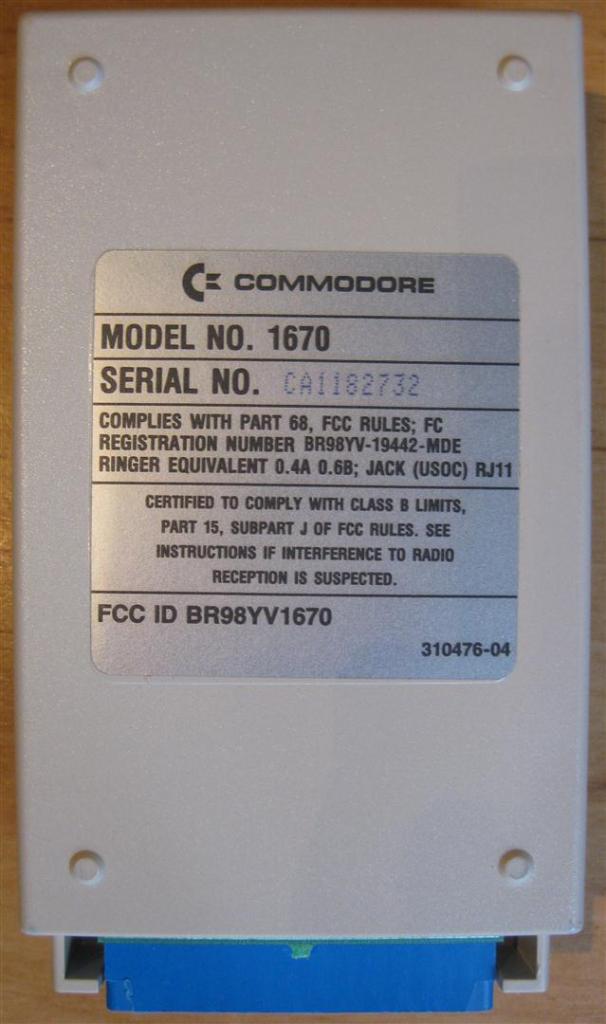 COMMODORE
MODEL NO. 1670
SERIAL NO. CA1182732
COMPLIES WITH PART 68, FCC RULES; FC
REGISTRATION NUMBER BR98YV-19442-MDE
RINGER EQUIVALENT 0.4A 0.6B; JACK (USOC) RJ11
CERTIFIED TO COMPLY WITH CLASS B LIMITS,
PART 15, SUBPART J OF FCC RULES. SEE
INSTRUCTIONS IF INTERFERENCE TO RADIO
RECEPTION IS SUSPECTED.
FCC ID BR98YV1670
310476-04